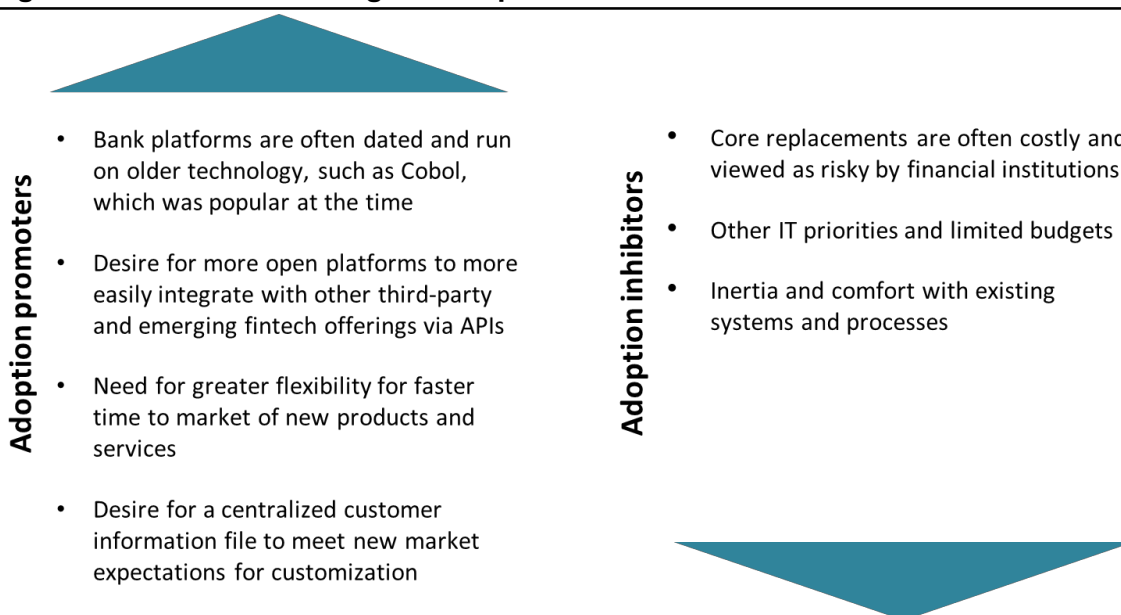 Adoption promoters
• Bank platforms are often dated and run
on older technology, such as Cobol,
which was popular at the time
• Desire for more open platforms to more
easily integrate with other third-party
and emerging fintech offerings via APIs
• Need for greater flexibility for faster
time to market of new products and
services
• Desire for a centralized customer
information file to meet new market
expectations for customization
Adoption inhibitors
• Core replacements are often costly and
viewed as risky by financial institutions
• Other IT priorities and limited budgets
• Inertia and comfort with existing
systems and processes